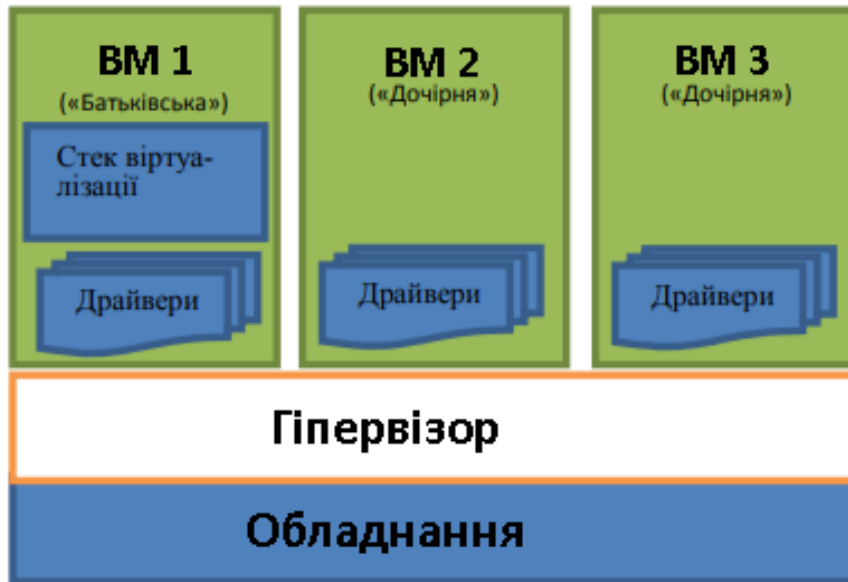 ВМ 1
(«Батьківська»)
Стек віртуа-
лізації
Драйвери
ВМ 2
(«Дочірня»)
Драйвери
ВМ 3
(«Дочірня»)
Драйвери
Гіпервізор
Обладнання